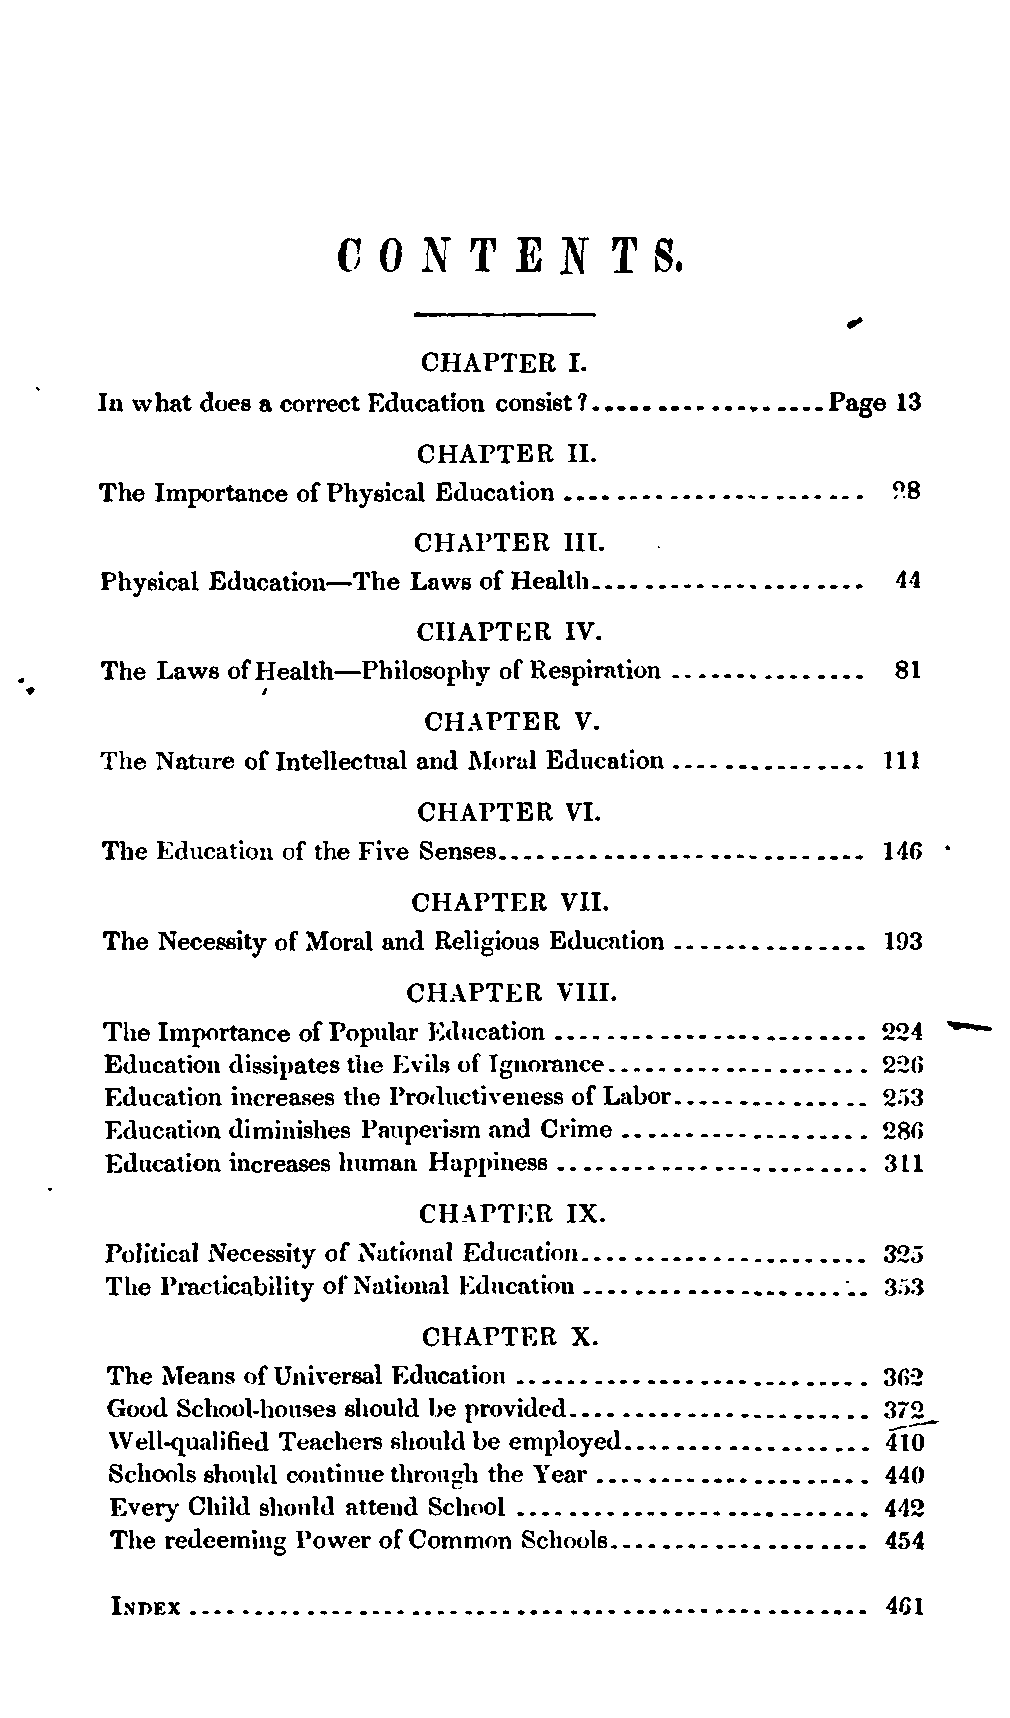 CONTENTS.
CHAPTER I.
In what does a correct Education consist?..................Page 13
CHAPTER II.
The Importance of Physical Education ....................... 28
CHAPTER III.
Physical Education—The Laws of Health..................... 44
CHAPTER IV.
The Laws of Health—Philosophy of Respiration ............... 81
CHAPTER V.
The Nature of Intellectual and Moral Education ............... 111
CHAPTER VI.
The Education of the Five Senses............................ 146
CHAPTER VII.
The Necessity of Moral and Religious Education ............... 193
CHAPTER VIII.
The Importance of Popular Education ........................ 224
Education dissipates the Evils of Ignorance.................... 226
Education increases the Productiveness of Labor............... 253
Education diminishes Pauperism and Crime ................... 286
Education increases human Happiness ........................ 311
CHAPTER IX.
Political Necessity of National Education...................... 325
The Practicability of National Education ...................... 353
CHAPTER X.
The Means of Universal Education ........................... 362
Good School-houses should be provided....................... 372
Well-qualified Teachers should be employed................... 410
Schools should continue through the Year ..................... 440
Every Child should attend School ........................... 442
The redeeming Power of Common Schools.................... 454
INDEX .................................................... 461